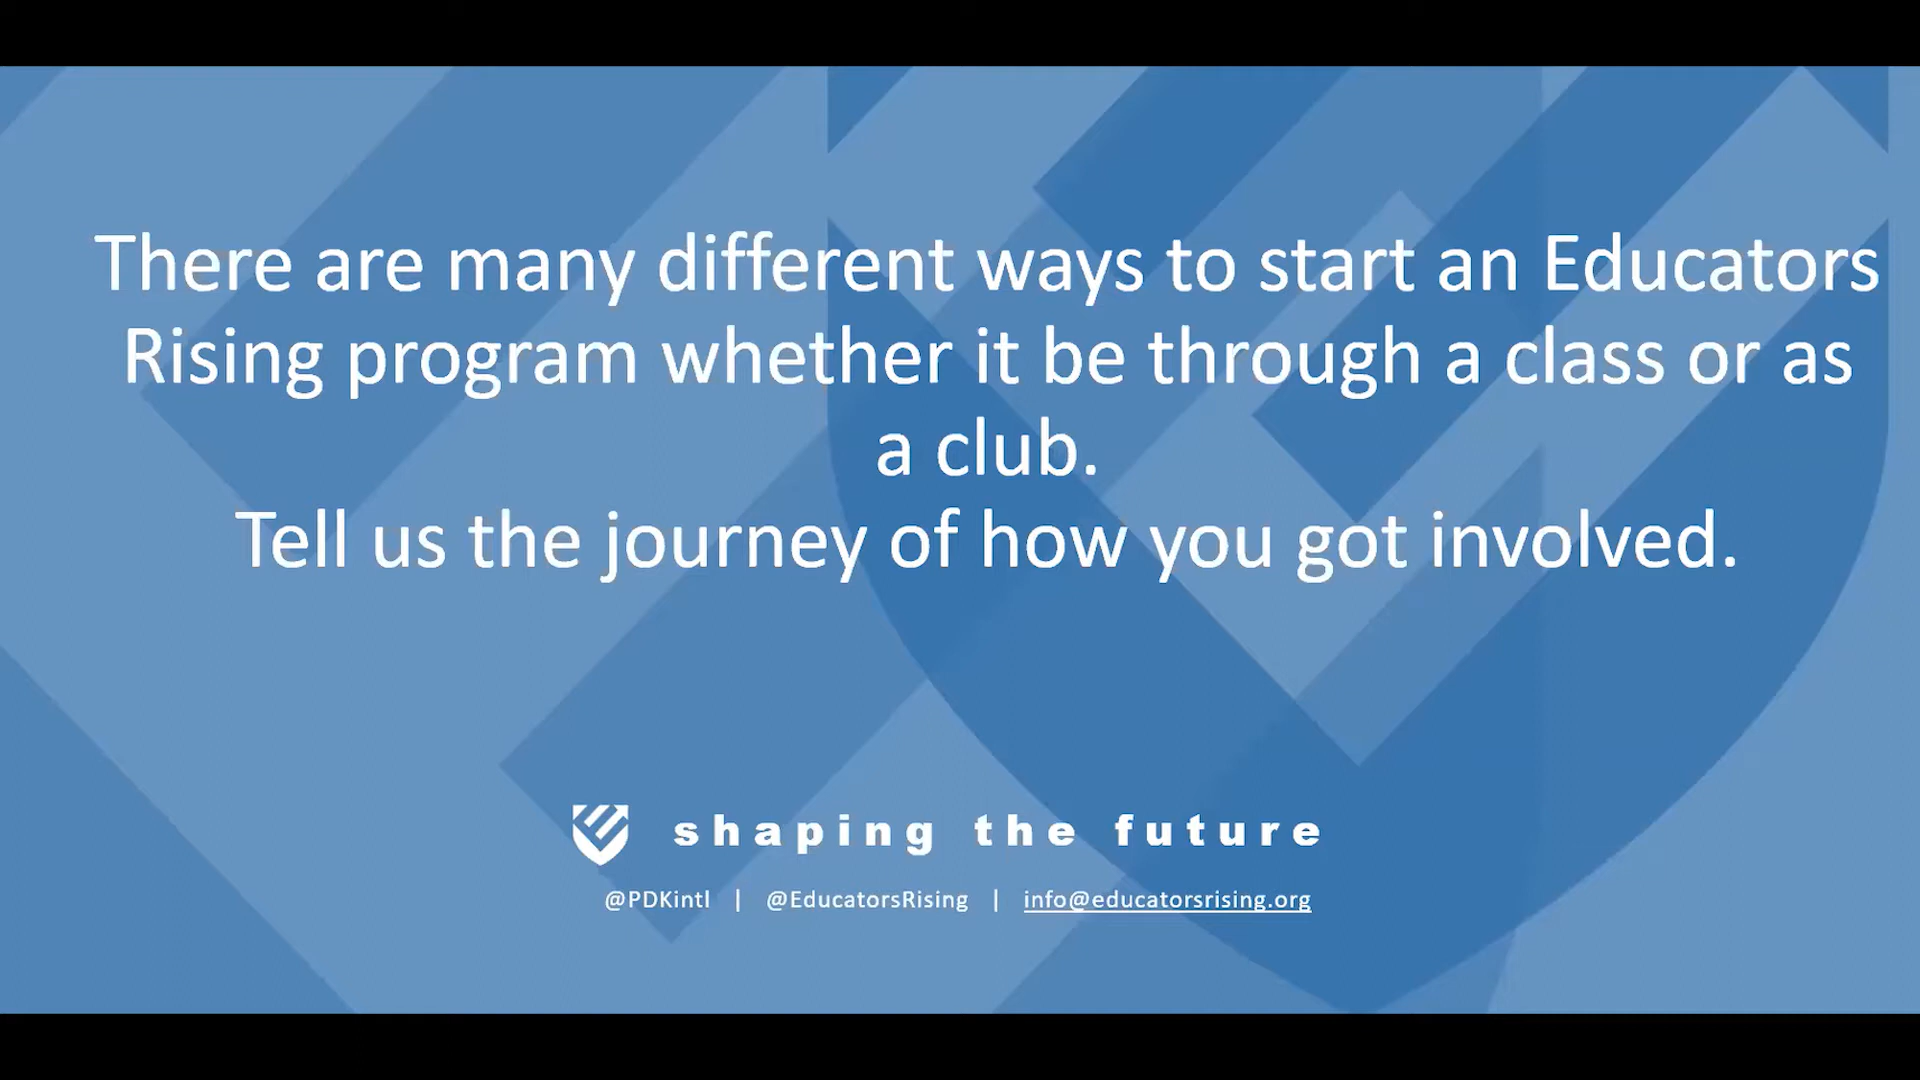 There are many different ways to start an Educators
Rising program whether it be through a class or as
a club.
Tell us the journey of how you got involved.
shaping the future
@PDKintl | @EducatorsRising | info@educatorsrising.org